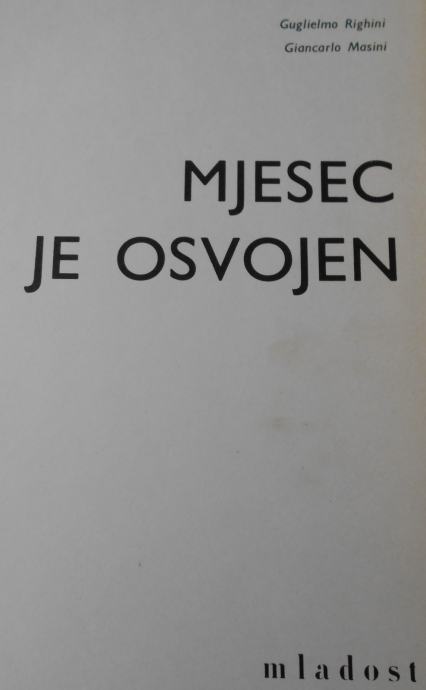 Guglielmo Righini
Giancarlo Masini
MJESEC
JE OSVOJEN
mladost